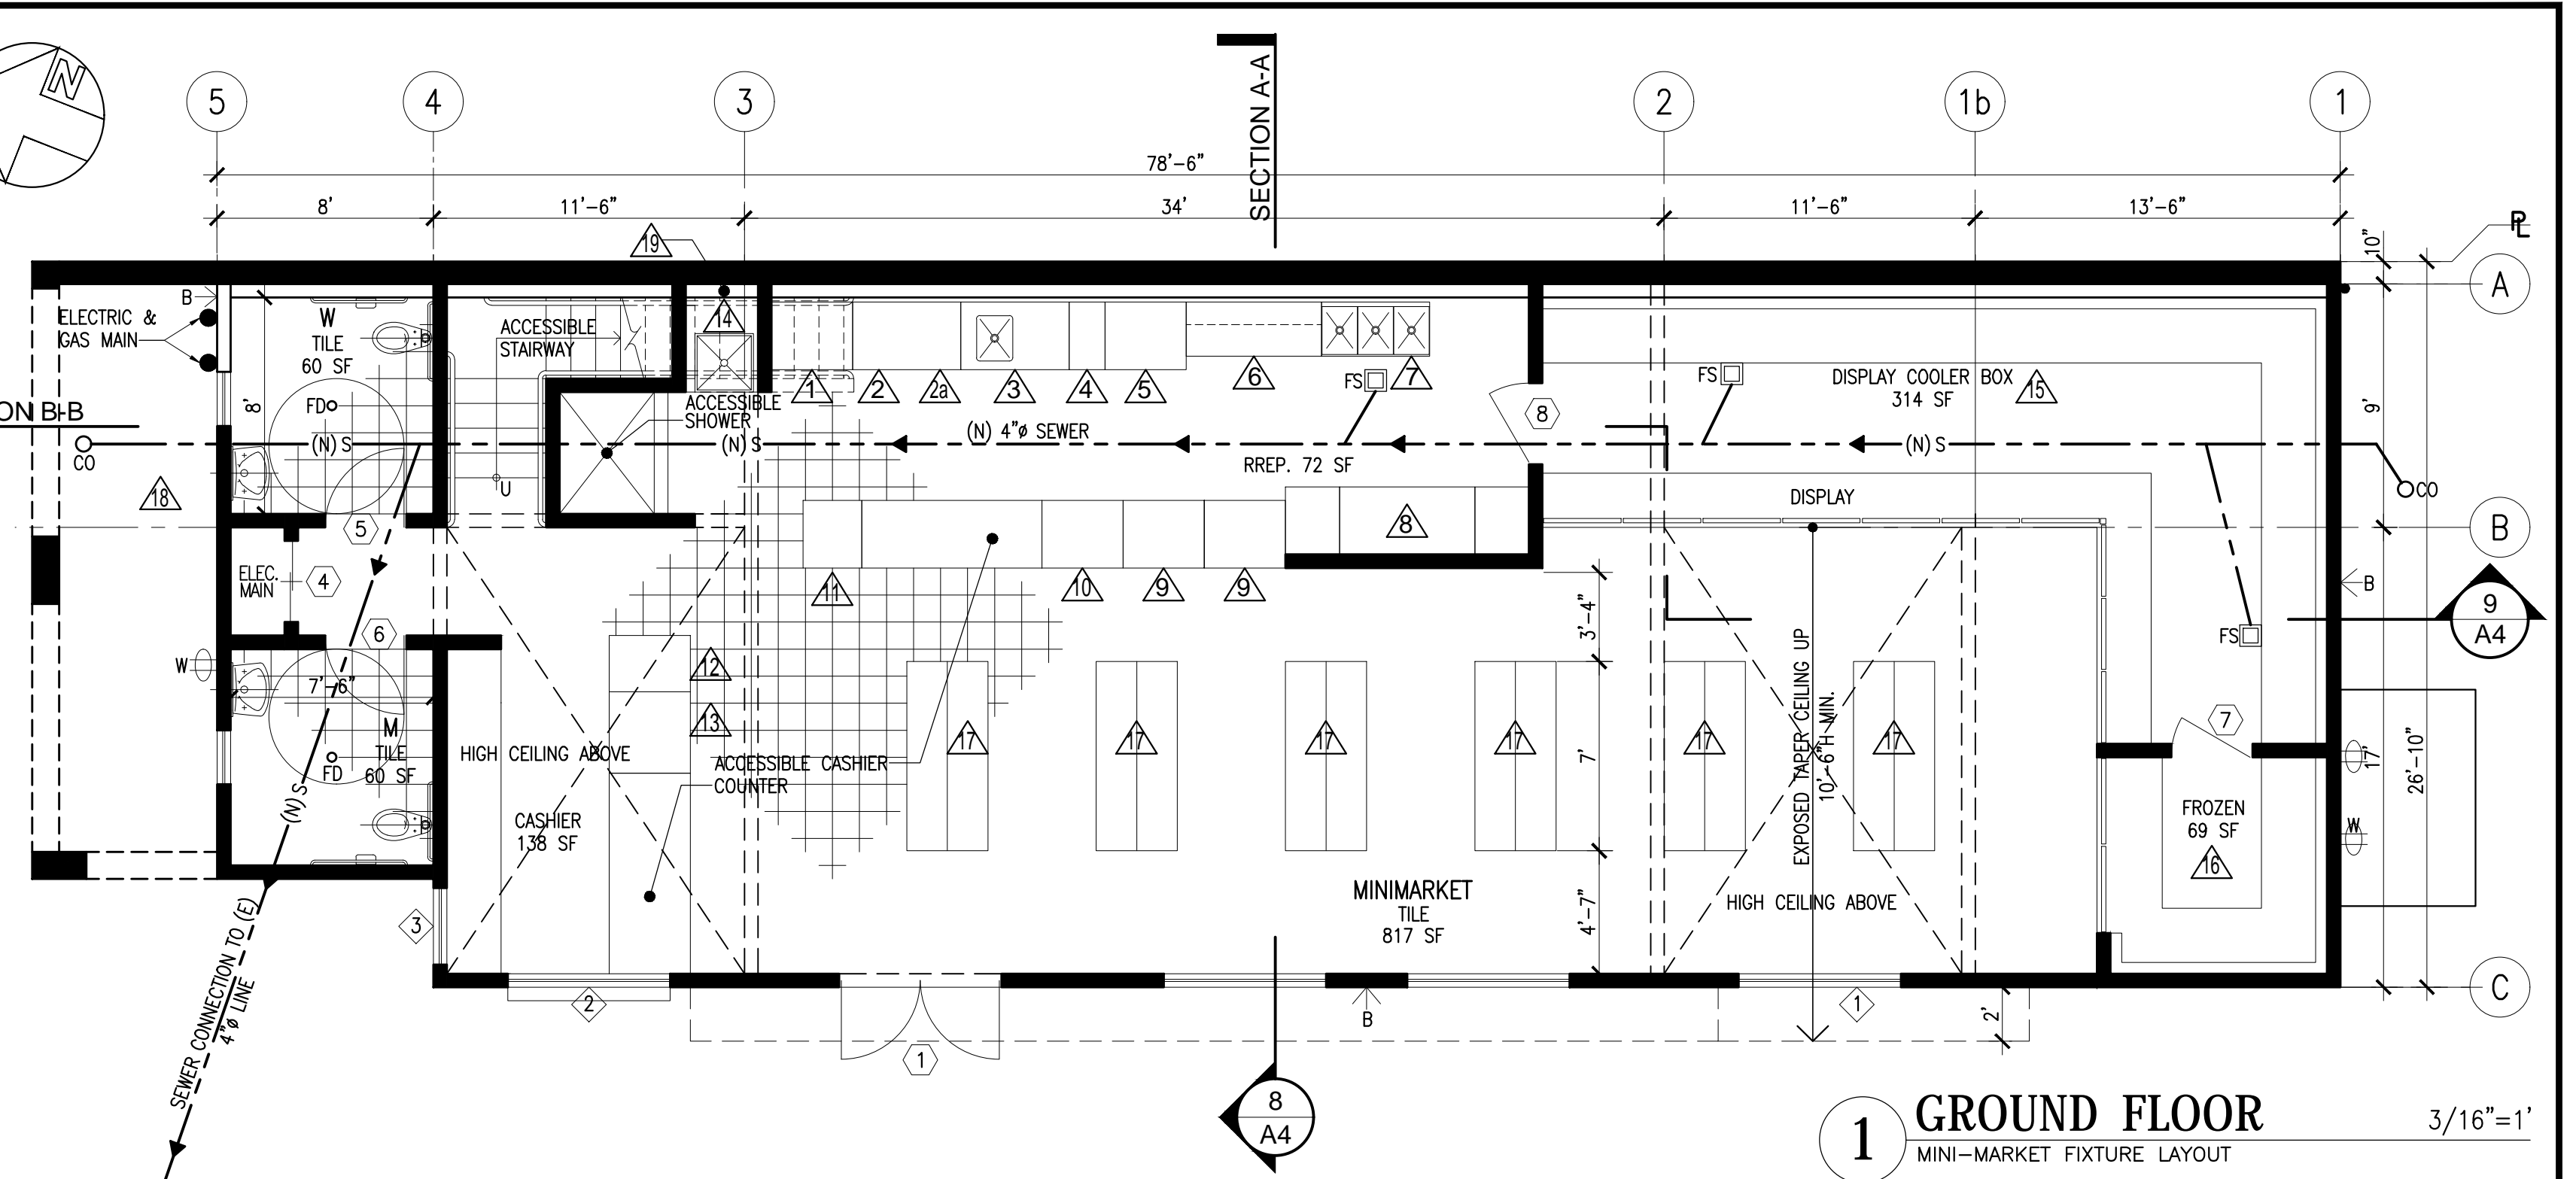 N
5
4
3
2
1b
1
SECTION A-A
78'-6"
8'
11'-6"
34'
11'-6"
13'-6"
10"
PL
19
A
B
ELECTRIC &
GAS MAIN
W
TILE
60 SF
ACCESSIBLE
STAIRWAY
14
1
2
2a
3
4
5
6
FS
7
FS
DISPLAY COOLER BOX
314 SF
15
9'
8'
FD
ACCESSIBLE
SHOWER
8
ON B-B
CO
(N) S
(N) S
(N) 4"ø SEWER
(N) S
RREP. 72 SF
18
U
DISPLAY
CO
5
8
B
ELEC.
MAIN
4
11
10
9
9
B
9
A4
3'-4"
6
FS
W
12
7'-6"
13
M
TILE
60 SF
FD
(N) S
HIGH CEILING ABOVE
ACCESSIBLE CASHIER
COUNTER
17
17
17
17
17
17
7'
EXPOSED TAPER CEILING UP
10'-6"H MIN.
7
17'
26'-10"
CASHIER
138 SF
FROZEN
69 SF
16
W
MINIMARKET
TILE
817 SF
HIGH CEILING ABOVE
4'-7"
3
2
B
1
2'
C
1
SEWER CONNECTION TO (E)
4"ø LINE
8
A4
1
GROUND FLOOR
3/16"=1'
MINI-MARKET FIXTURE LAYOUT